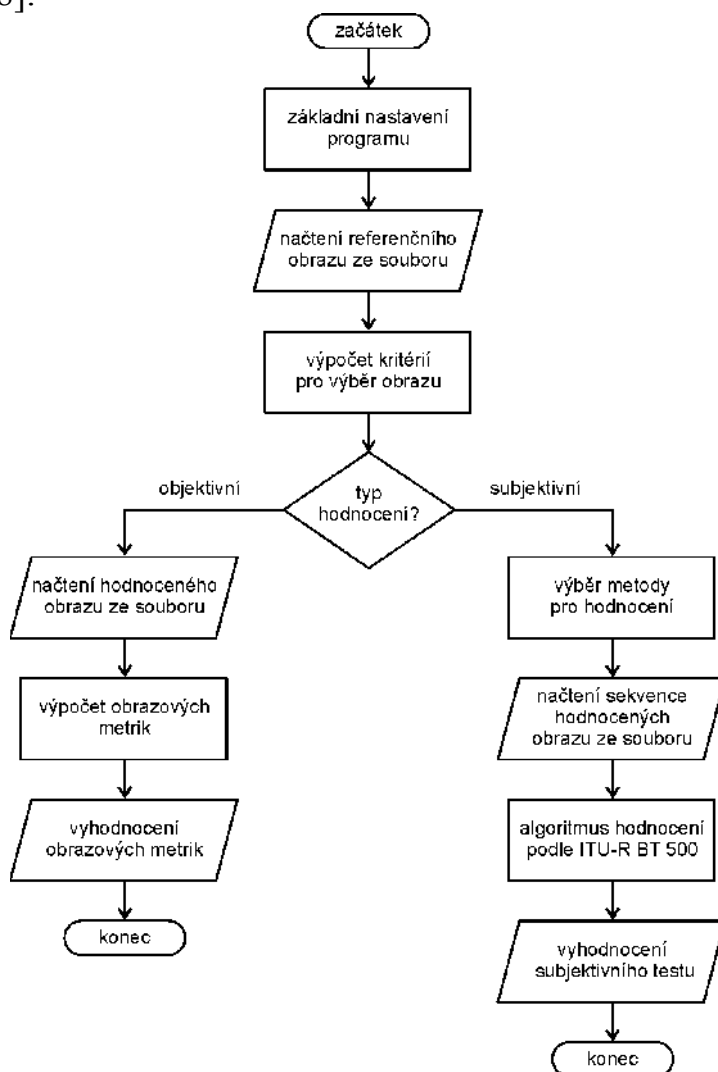 6].
začátek
základní nastavení
programu
načtení referenčního
obrazu ze souboru
výpočet kritérií
pro výběr obrazu
typ
hodnocení?
objektivní
subjektivní
načtení hodnoceného
obrazu ze souboru
výpočet obrazových
metrik
vyhodnocení
obrazových metrik
konec
výběr metody
pro hodnocení
načtení sekvence
hodnocených
obrazu ze souboru
algoritmus hodnocení
podle ITU-R BT 500
vyhodnocení
subjektivního testu
konec